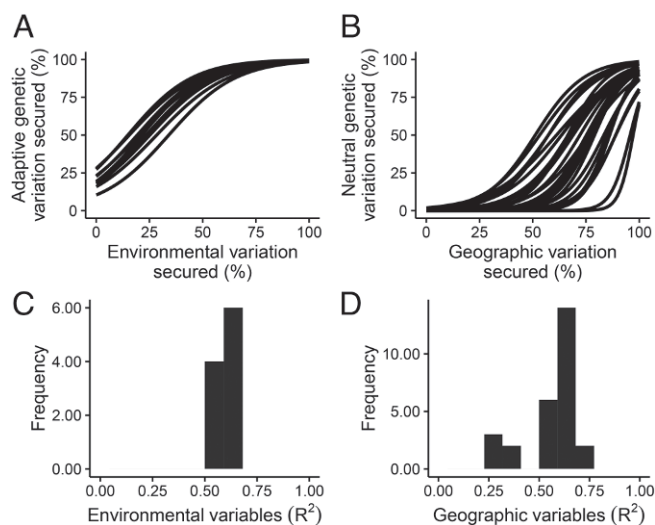 A
Adaptive genetic
variation secured (%)
100
75
50
25
0
0 25 50 75 100
Environmental variation
secured (%)
B
Neutral genetic
variation secured (%)
100
75
50
25
0
0 25 50 75 100
Geographic variation
secured (%)
C
Frequency
6.00
4.00
2.00
0.00
0.00 0.25 0.50 0.75 1.00
Environmental variables (R²)
D
Frequency
10.00
5.00
0.00
0.00 0.25 0.50 0.75 1.00
Geographic variables (R²)